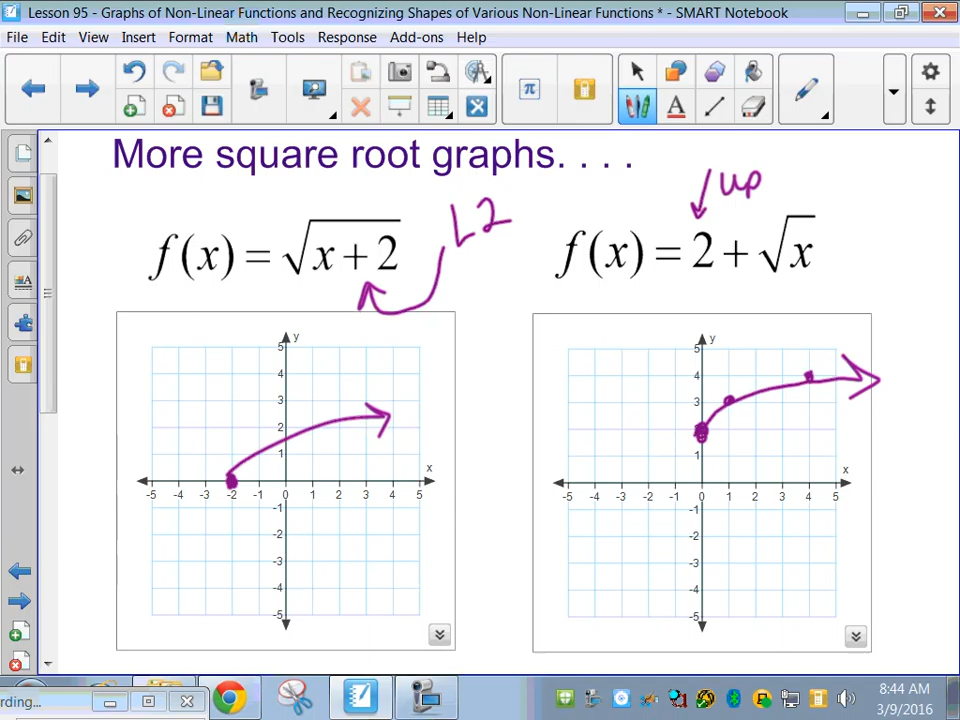 Lesson 95 - Graphs of Non-Linear Functions and Recognizing Shapes of Various Non-Linear Functions * - SMART Notebook
File Edit View Insert Format Math Tools Response Add-ons Help
π A
More square root graphs. . . .
up
L2
f(x) = √x + 2
f(x) = 2 + √x
y
5
4
3
2
1
x
-5 -4 -3 -2 -1 0 1 2 3 4 5
-1
-2
-3
-4
-5
y
5
4
3
1
x
-5 -4 -3 -2 -1 0 1 2 3 4 5
-1
-2
-3
-4
-5
rding...
8:44 AM
3/9/2016